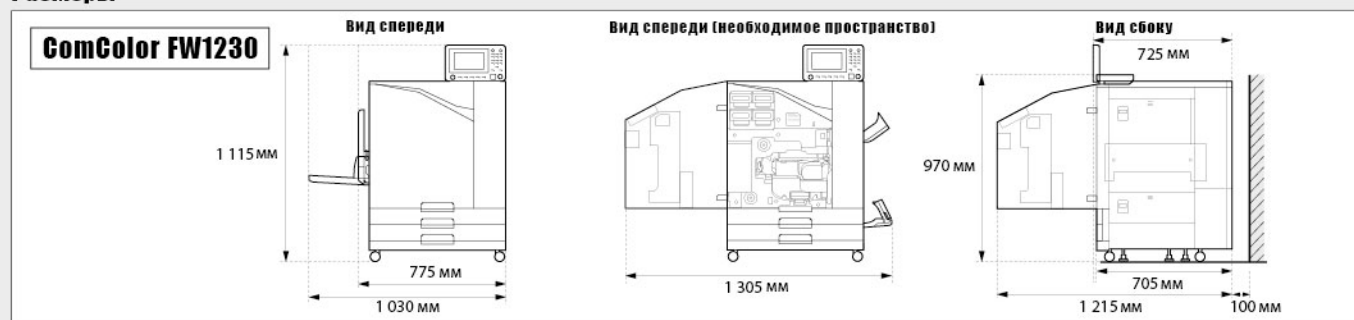 ComColor FW1230
Вид спереди
1 115 мм
775 мм
1 030 мм
Вид спереди (необходимое пространство)
1 305 мм
Вид сбоку
725 мм
970 мм
705 мм
1 215 мм
100 мм